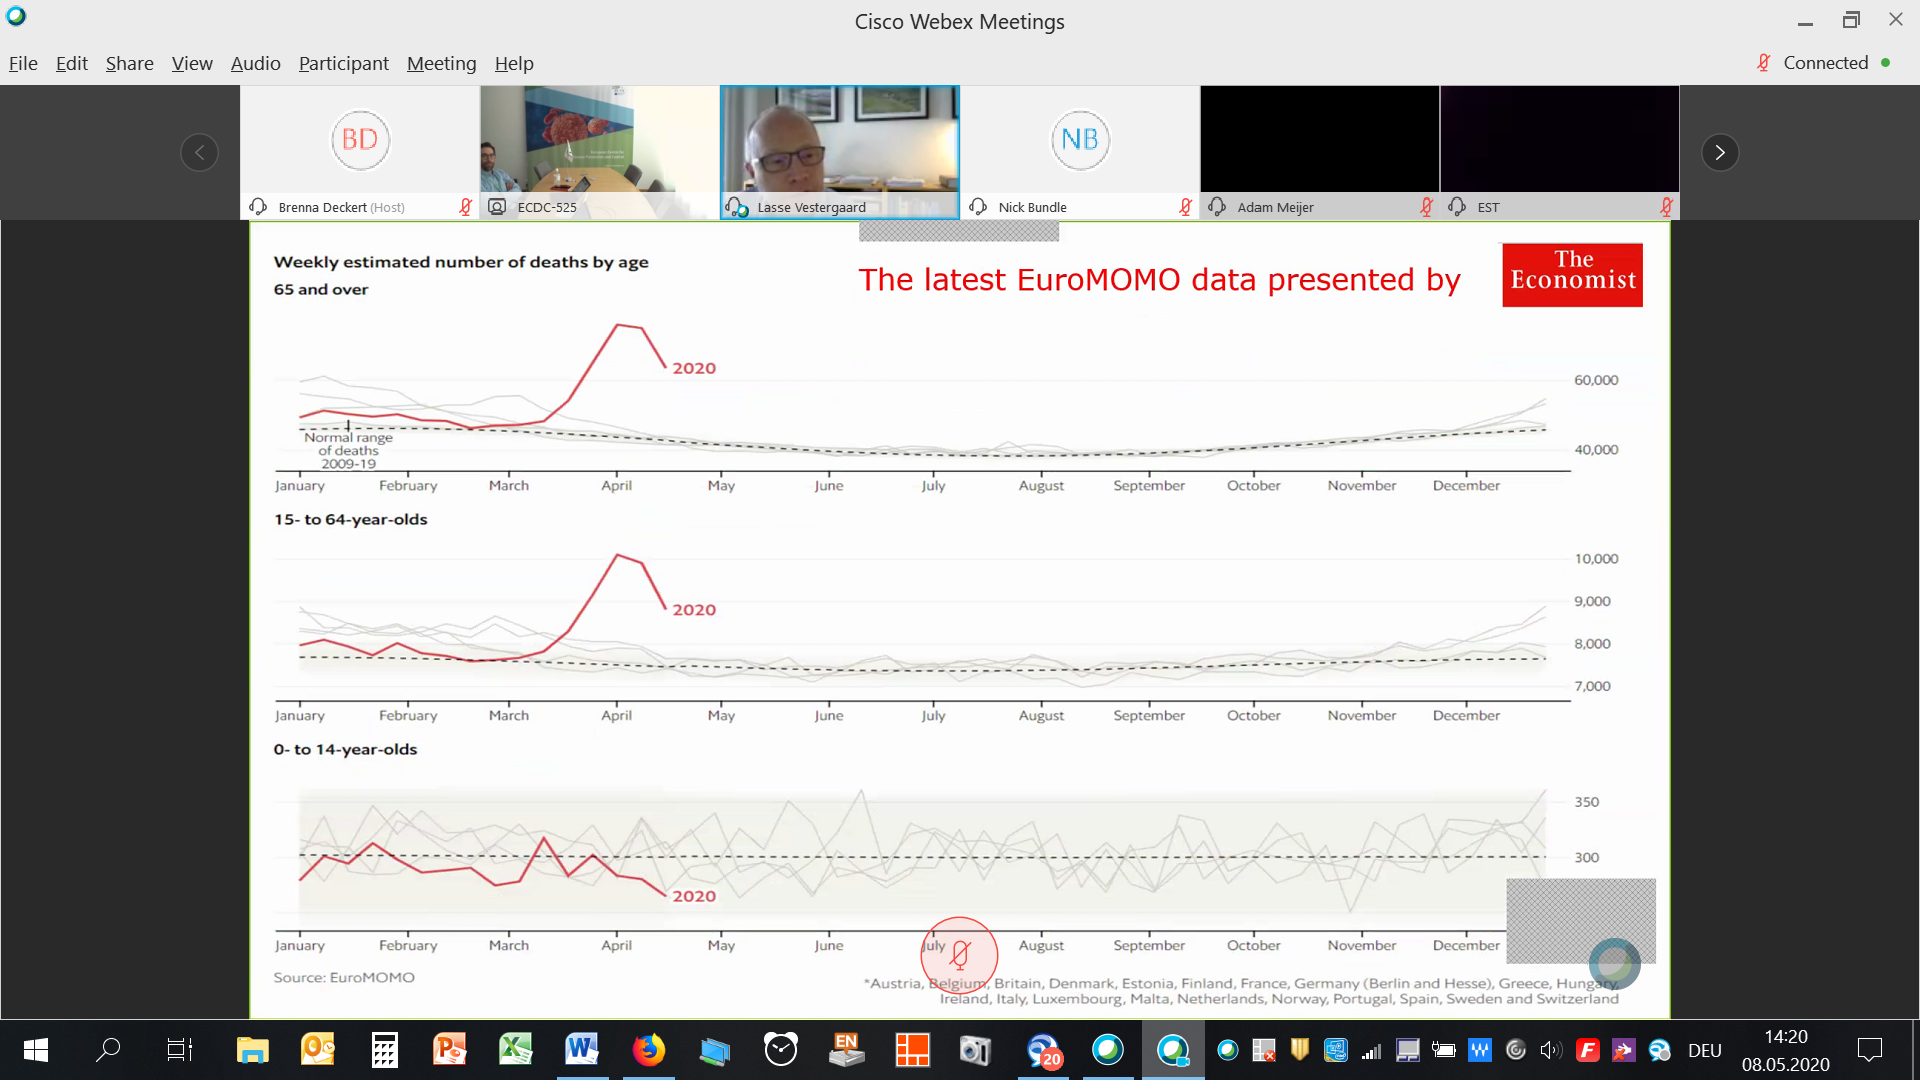 Cisco Webex Meetings
File Edit Share View Audio Participant Meeting Help
Connected
BD
NB
Brenna Deckert (Host)
ECDC-525
Lasse Vestergaard
Nick Bundle
Adam Meijer
EST
Weekly estimated number of deaths by age
65 and over
The latest EuroMOMO data presented by
The
Economist
2020
60,000
Normal range
of deaths
2009-19
40,000
January February March April May June July August September October November December
15- to 64-year-olds
10,000
9,000
2020
8,000
7,000
January February March April May June July August September October November December
0- to 14-year-olds
350
300
2020
January February March April May June July August September October November December
Source: EuroMOMO
*Austria, Belgium, Britain, Denmark, Estonia, Finland, France, Germany (Berlin and Hesse), Greece, Hungary,
Ireland, Italy, Luxembourg, Malta, Netherlands, Norway, Portugal, Spain, Sweden and Switzerland
EN
20
DEU
14:20
08.05.2020